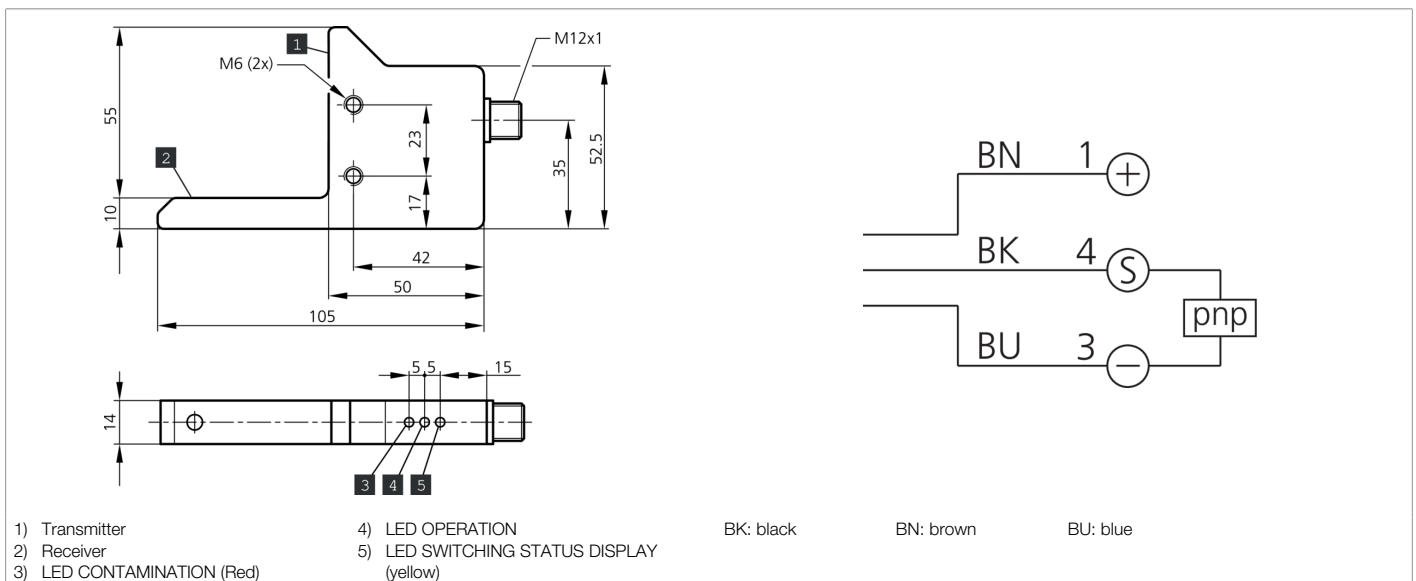 1
M12x1
M6 (2x)
55
23
52.5
35
2
17
10
42
50
105
5 5 15
14
3 4 5
BN 1 +
BK 4 S
pnp
BU 3 −
1) Transmitter
2) Receiver
3) LED CONTAMINATION (Red)
4) LED OPERATION
5) LED SWITCHING STATUS DISPLAY
(yellow)
BK: black BN: brown BU: blue